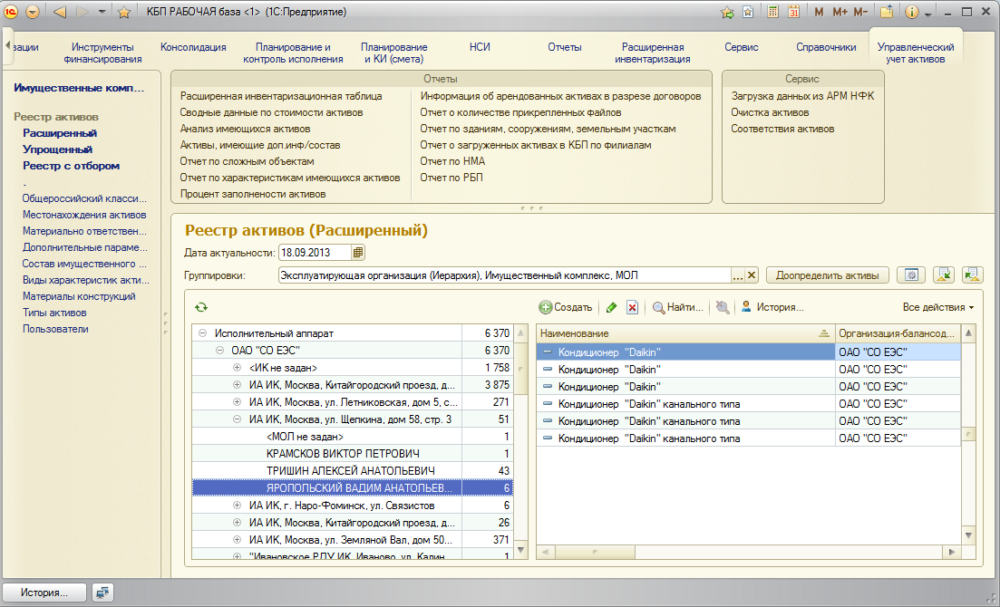 КБП РАБОЧАЯ база <1> (1С:Предприятие)
M M+ M-
зации
Инструменты финансирования
Консолидация
Планирование и контроль исполнения
Планирование и КИ (смета)
НСИ
Отчеты
Расширенная инвентаризация
Сервис
Справочники
Управленческий учет активов
Имущественные комп...
Реестр активов
Расширенный
Упрощенный
Реестр с отбором
.
Общероссийский класси...
Местонахождения активов
Материально ответствен...
Дополнительные параме...
Состав имущественного ...
Виды характеристик акти...
Материалы конструкций
Типы активов
Пользователи
Отчеты
Расширенная инвентаризационная таблица
Сводные данные по стоимости активов
Анализ имеющихся активов
Активы, имеющие доп.инф/состав
Отчет по сложным объектам
Отчет по характеристикам имеющихся активов
Процент заполнености активов
Информация об арендованных активах в разрезе договоров
Отчет о количестве прикрепленных файлов
Отчет по зданиям, сооружениям, земельным участкам
Отчет о загруженных активах в КБП по филиалам
Отчет по НМА
Отчет по РБП
Сервис
Загрузка данных из АРМ НФК
Очистка активов
Соответствия активов
Реестр активов (Расширенный)
Дата актуальности: 18.09.2013
Группировки: Эксплуатирующая организация (Иерархия), Имущественный комплекс, МОЛ ... Доопределить активы
Создать Найти... История... Все действия
Исполнительный аппарат 6 370
ОАО "СО ЕЭС" 6 370
<ИК не задан> 1 758
ИА ИК, Москва, Китайгородский проезд, д... 3 875
ИА ИК, Москва, ул. Летниковская, дом 5, с... 271
ИА ИК, Москва, ул. Щепкина, дом 58, стр. 3 51
<МОЛ не задан> 1
КРАМСКОВ ВИКТОР ПЕТРОВИЧ 1
ТРИШИН АЛЕКСЕЙ АНАТОЛЬЕВИЧ 43
ЯРОПОЛЬСКИЙ ВАДИМ АНАТОЛЬЕВ... 6
ИА ИК, г. Наро-Фоминск, ул. Связистов 6
ИА ИК, Москва, Китайгородский проезд, д... 26
ИА ИК, Москва, ул. Земляной Вал, дом 50... 371
"Ивановское РДУ ИК, Иваново, ул. Калин... 1
Наименование Организация-балансод...
Кондиционер "Daikin" ОАО "СО ЕЭС"
Кондиционер "Daikin" ОАО "СО ЕЭС"
Кондиционер "Daikin" ОАО "СО ЕЭС"
Кондиционер "Daikin" канального типа ОАО "СО ЕЭС"
Кондиционер "Daikin" канального типа ОАО "СО ЕЭС"
Кондиционер "Daikin" канального типа ОАО "СО ЕЭС"
История...